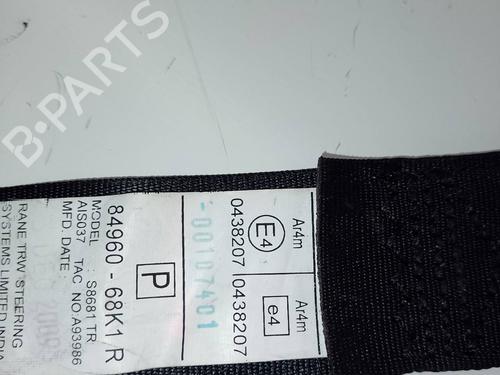 B-PARTS
Ar4m
E4
0438207
Ar4m
e4
0438207
-00107401
P
84960-68K1/R
MODEL : S8681 TR
AIS037 TAC NO.A93986
MFD. DATE :
RANE TRW STEERING
SYSTEMS LIMITED INDIA